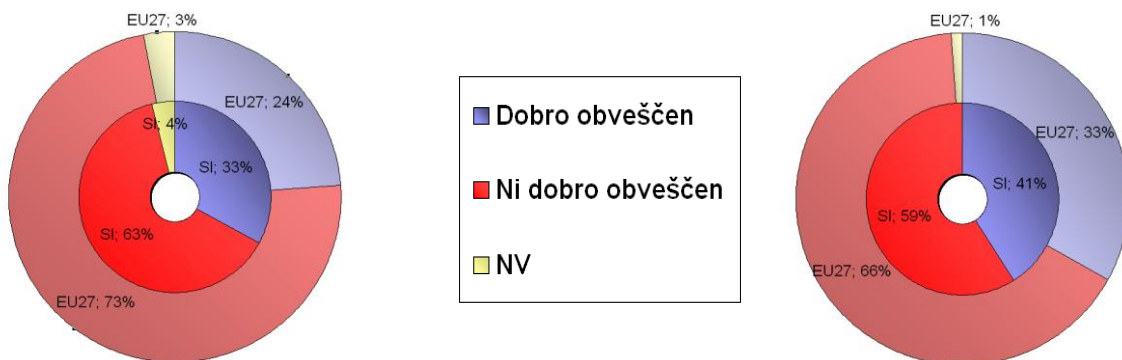 EU27; 3%
EU27; 24%
SI; 4%
SI; 33%
SI; 63%
EU27; 73%
Dobro obveščen
Ni dobro obveščen
NV
EU27; 1%
EU27; 33%
SI; 41%
SI; 59%
EU27; 66%